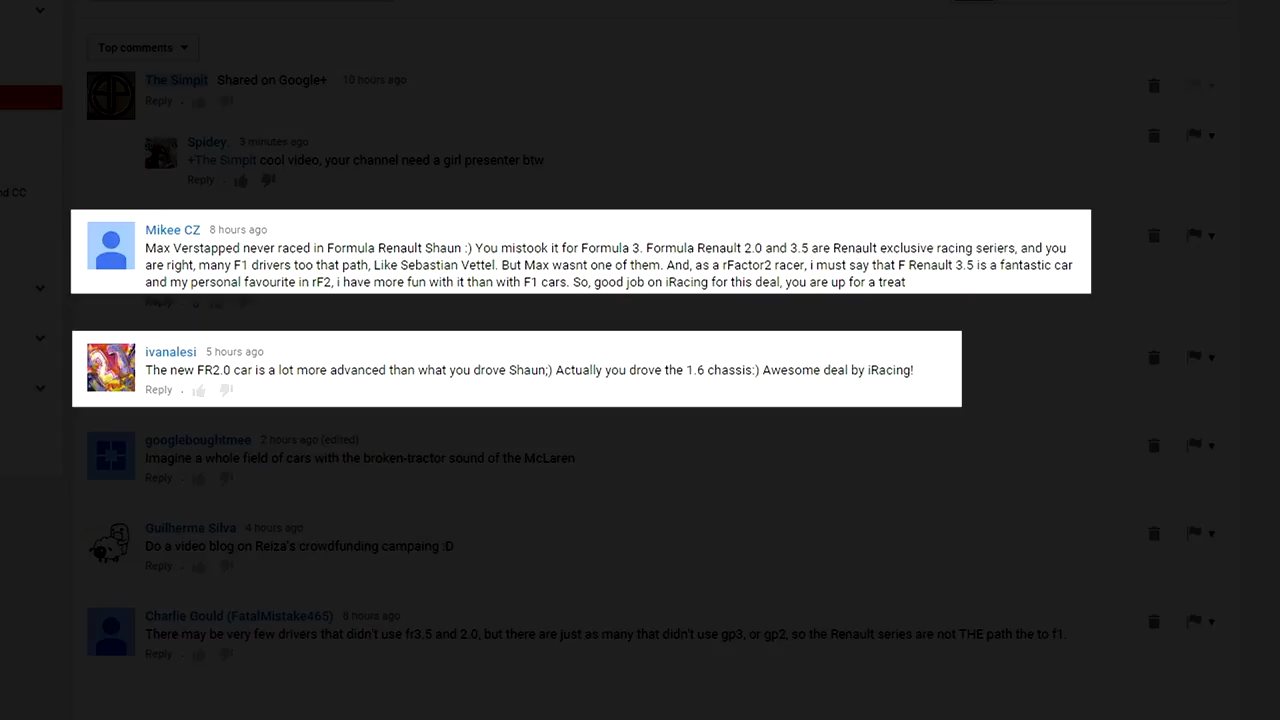 Top comments
The Simpit Shared on Google+ 10 hours ago
Reply
Spidey 3 minutes ago
+The Simpit cool video, your channel need a girl presenter btw
Reply
nd CC
Mikee CZ 8 hours ago
Max Verstapped never raced in Formula Renault Shaun :) You mistook it for Formula 3. Formula Renault 2.0 and 3.5 are Renault exclusive racing seriers, and you
are right, many F1 drivers too that path, Like Sebastian Vettel. But Max wasnt one of them. And, as a rFactor2 racer, i must say that F Renault 3.5 is a fantastic car
and my personal favourite in rF2, i have more fun with it than with F1 cars. So, good job on iRacing for this deal, you are up for a treat
Reply
ivanalesi 5 hours ago
The new FR2.0 car is a lot more advanced than what you drove Shaun;) Actually you drove the 1.6 chassis:) Awesome deal by iRacing!
Reply
googleboughtmee 2 hours ago (edited)
Imagine a whole field of cars with the broken-tractor sound of the McLaren
Reply
Guilherme Silva 4 hours ago
Do a video blog on Reiza's crowdfunding campaing :D
Reply
Charlie Gould (FatalMistake465) 8 hours ago
There may be very few drivers that didn't use fr3.5 and 2.0, but there are just as many that didn't use gp3, or gp2, so the Renault series are not THE path the to f1.
Reply